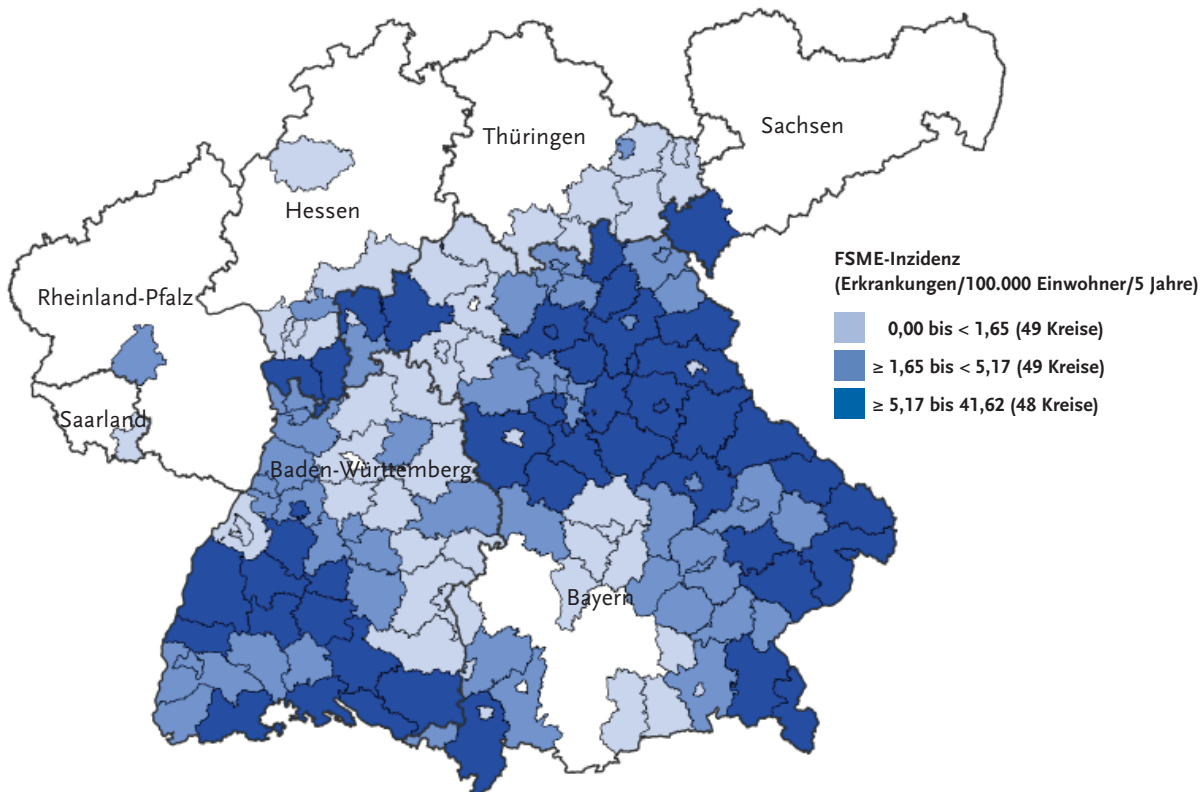 Thüringen
Sachsen
Hessen
Rheinland-Pfalz
Saarland
Baden-Württemberg
Bayern
FSME-Inzidenz
(Erkrankungen/100.000 Einwohner/5 Jahre)
0,00 bis < 1,65 (49 Kreise)
≥ 1,65 bis < 5,17 (49 Kreise)
≥ 5,17 bis 41,62 (48 Kreise)